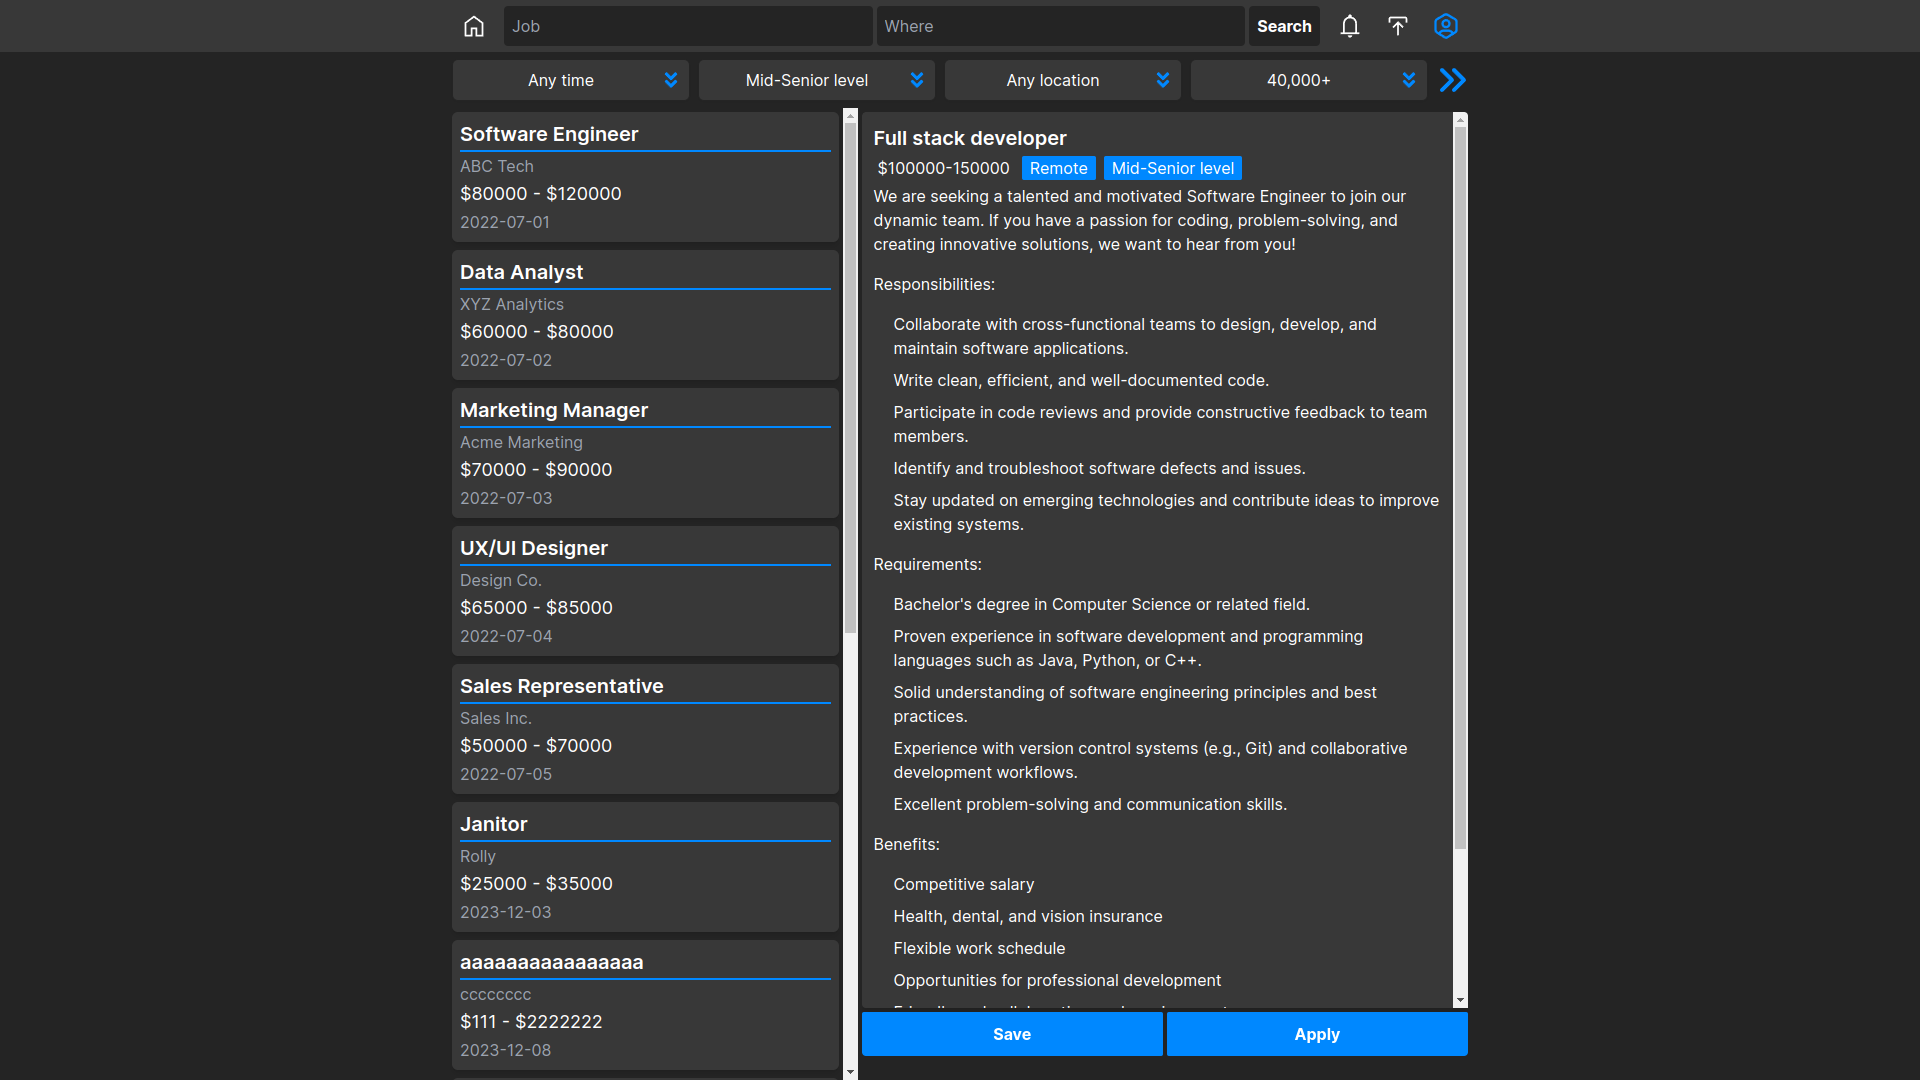 Job
Where
Search
Any time
Mid-Senior level
Any location
40,000+
Software Engineer
ABC Tech
$80000 - $120000
2022-07-01
Data Analyst
XYZ Analytics
$60000 - $80000
2022-07-02
Marketing Manager
Acme Marketing
$70000 - $90000
2022-07-03
UX/UI Designer
Design Co.
$65000 - $85000
2022-07-04
Sales Representative
Sales Inc.
$50000 - $70000
2022-07-05
Janitor
Rolly
$25000 - $35000
2023-12-03
aaaaaaaaaaaaaaaa
cccccccc
$111 - $2222222
2023-12-08
Full stack developer
$100000-150000 Remote Mid-Senior level
We are seeking a talented and motivated Software Engineer to join our
dynamic team. If you have a passion for coding, problem-solving, and
creating innovative solutions, we want to hear from you!
Responsibilities:
Collaborate with cross-functional teams to design, develop, and
maintain software applications.
Write clean, efficient, and well-documented code.
Participate in code reviews and provide constructive feedback to team
members.
Identify and troubleshoot software defects and issues.
Stay updated on emerging technologies and contribute ideas to improve
existing systems.
Requirements:
Bachelor's degree in Computer Science or related field.
Proven experience in software development and programming
languages such as Java, Python, or C++.
Solid understanding of software engineering principles and best
practices.
Experience with version control systems (e.g., Git) and collaborative
development workflows.
Excellent problem-solving and communication skills.
Benefits:
Competitive salary
Health, dental, and vision insurance
Flexible work schedule
Opportunities for professional development
Save
Apply